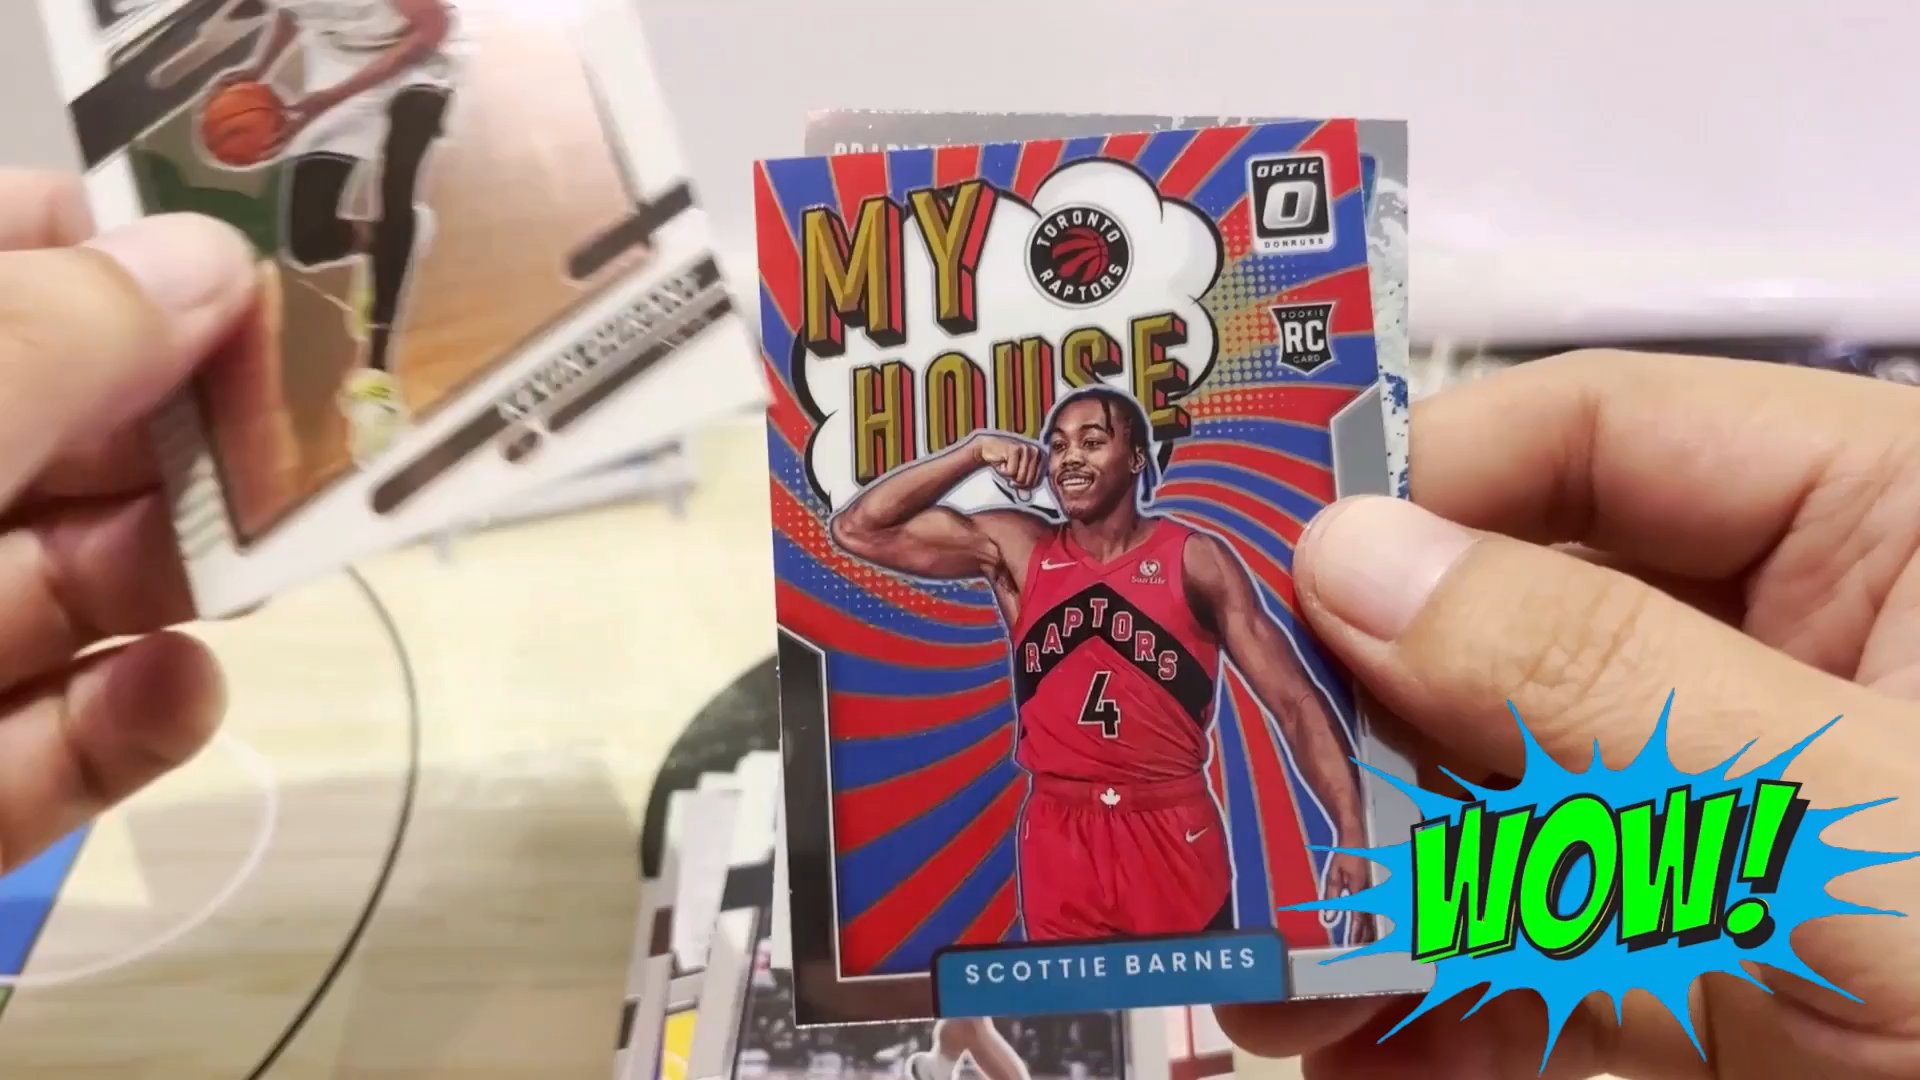 MY
HOUSE
TORONTO
RAPTORS
OPTIC
O
DONRUSS
ROOKIE
RC
CARD
Sun Life
RAPTORS
4
SCOTTIE BARNES
WOW!